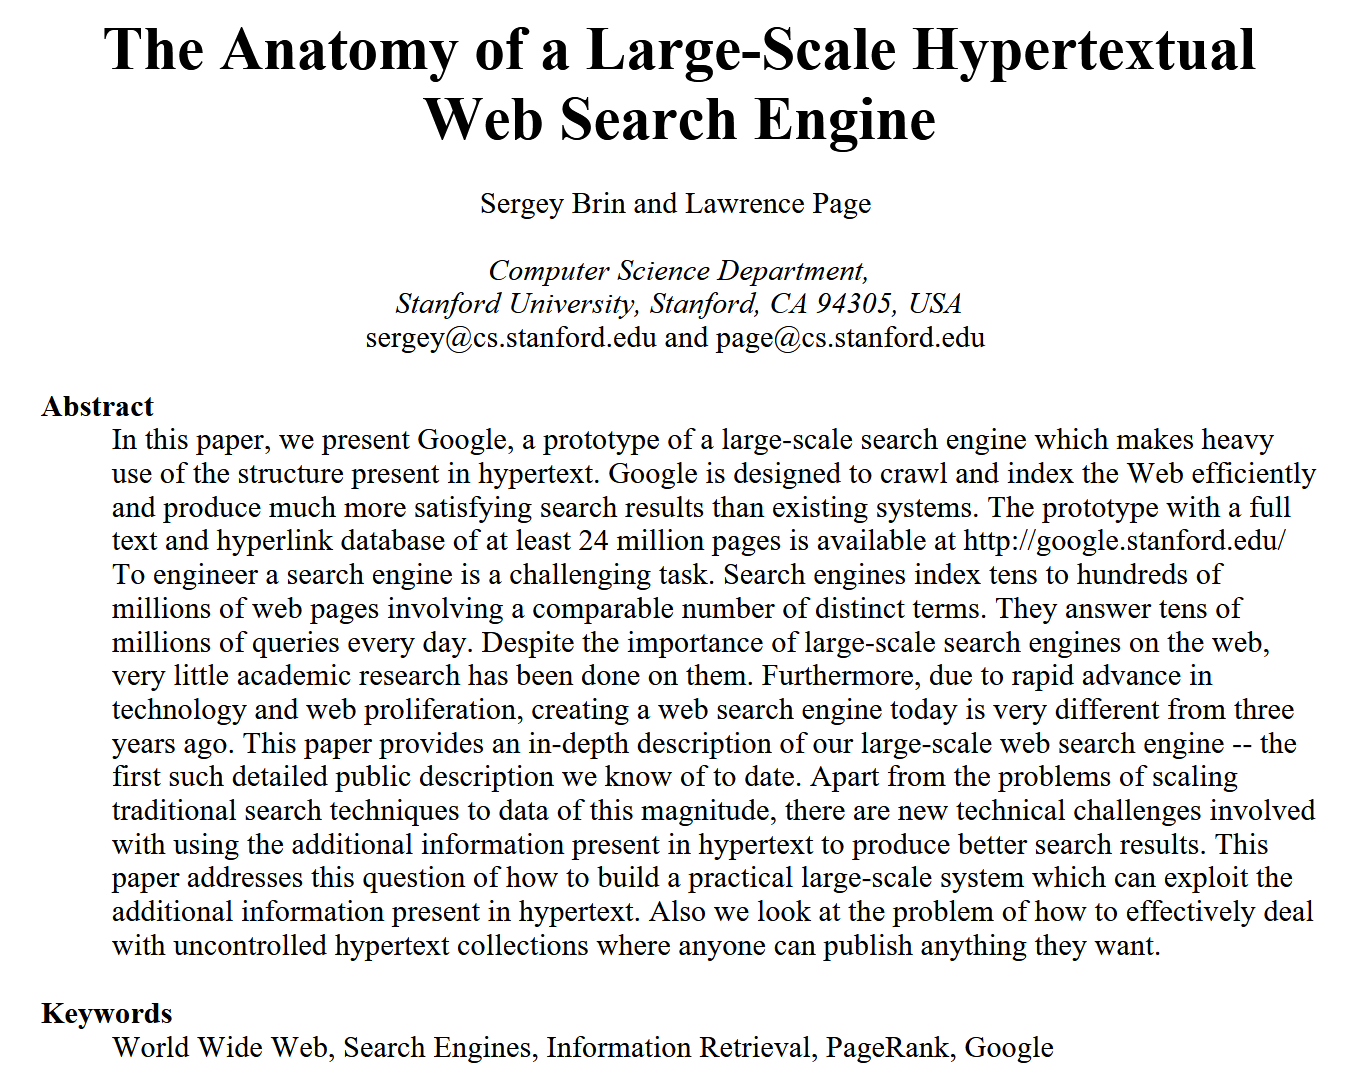 The Anatomy of a Large-Scale Hypertextual
Web Search Engine
Sergey Brin and Lawrence Page
Computer Science Department,
Stanford University, Stanford, CA 94305, USA
sergey@cs.stanford.edu and page@cs.stanford.edu
Abstract
In this paper, we present Google, a prototype of a large-scale search engine which makes heavy
use of the structure present in hypertext. Google is designed to crawl and index the Web efficiently
and produce much more satisfying search results than existing systems. The prototype with a full
text and hyperlink database of at least 24 million pages is available at http://google.stanford.edu/
To engineer a search engine is a challenging task. Search engines index tens to hundreds of
millions of web pages involving a comparable number of distinct terms. They answer tens of
millions of queries every day. Despite the importance of large-scale search engines on the web,
very little academic research has been done on them. Furthermore, due to rapid advance in
technology and web proliferation, creating a web search engine today is very different from three
years ago. This paper provides an in-depth description of our large-scale web search engine -- the
first such detailed public description we know of to date. Apart from the problems of scaling
traditional search techniques to data of this magnitude, there are new technical challenges involved
with using the additional information present in hypertext to produce better search results. This
paper addresses this question of how to build a practical large-scale system which can exploit the
additional information present in hypertext. Also we look at the problem of how to effectively deal
with uncontrolled hypertext collections where anyone can publish anything they want.
Keywords
World Wide Web, Search Engines, Information Retrieval, PageRank, Google